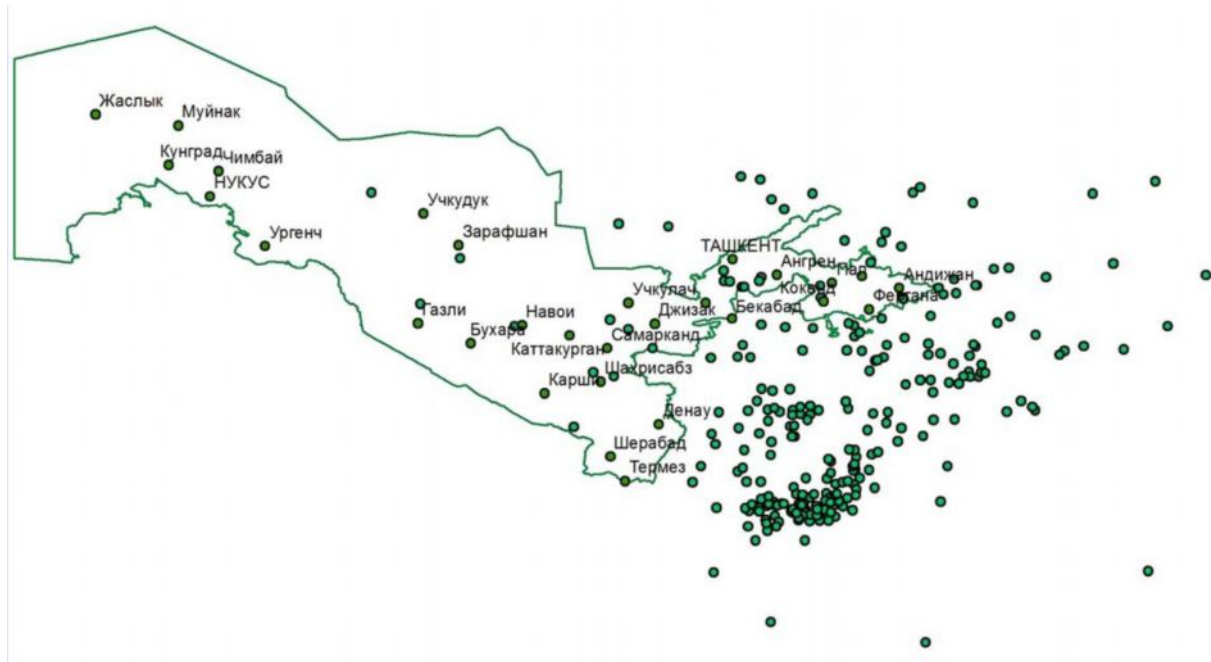 Жаслык
Муйнак
Кунград
Чимбай
НУКУС
Ургенч
Учкудук
Зарафшан
ТАШКЕНТ
Ангрен
Пап
Андижан
Коканд
Фергана
Учкулач
Джизак
Бекабад
Газли
Навои
Бухара
Самарканд
Каттакурган
Шахрисабз
Карши
Денау
Шерабад
Термез